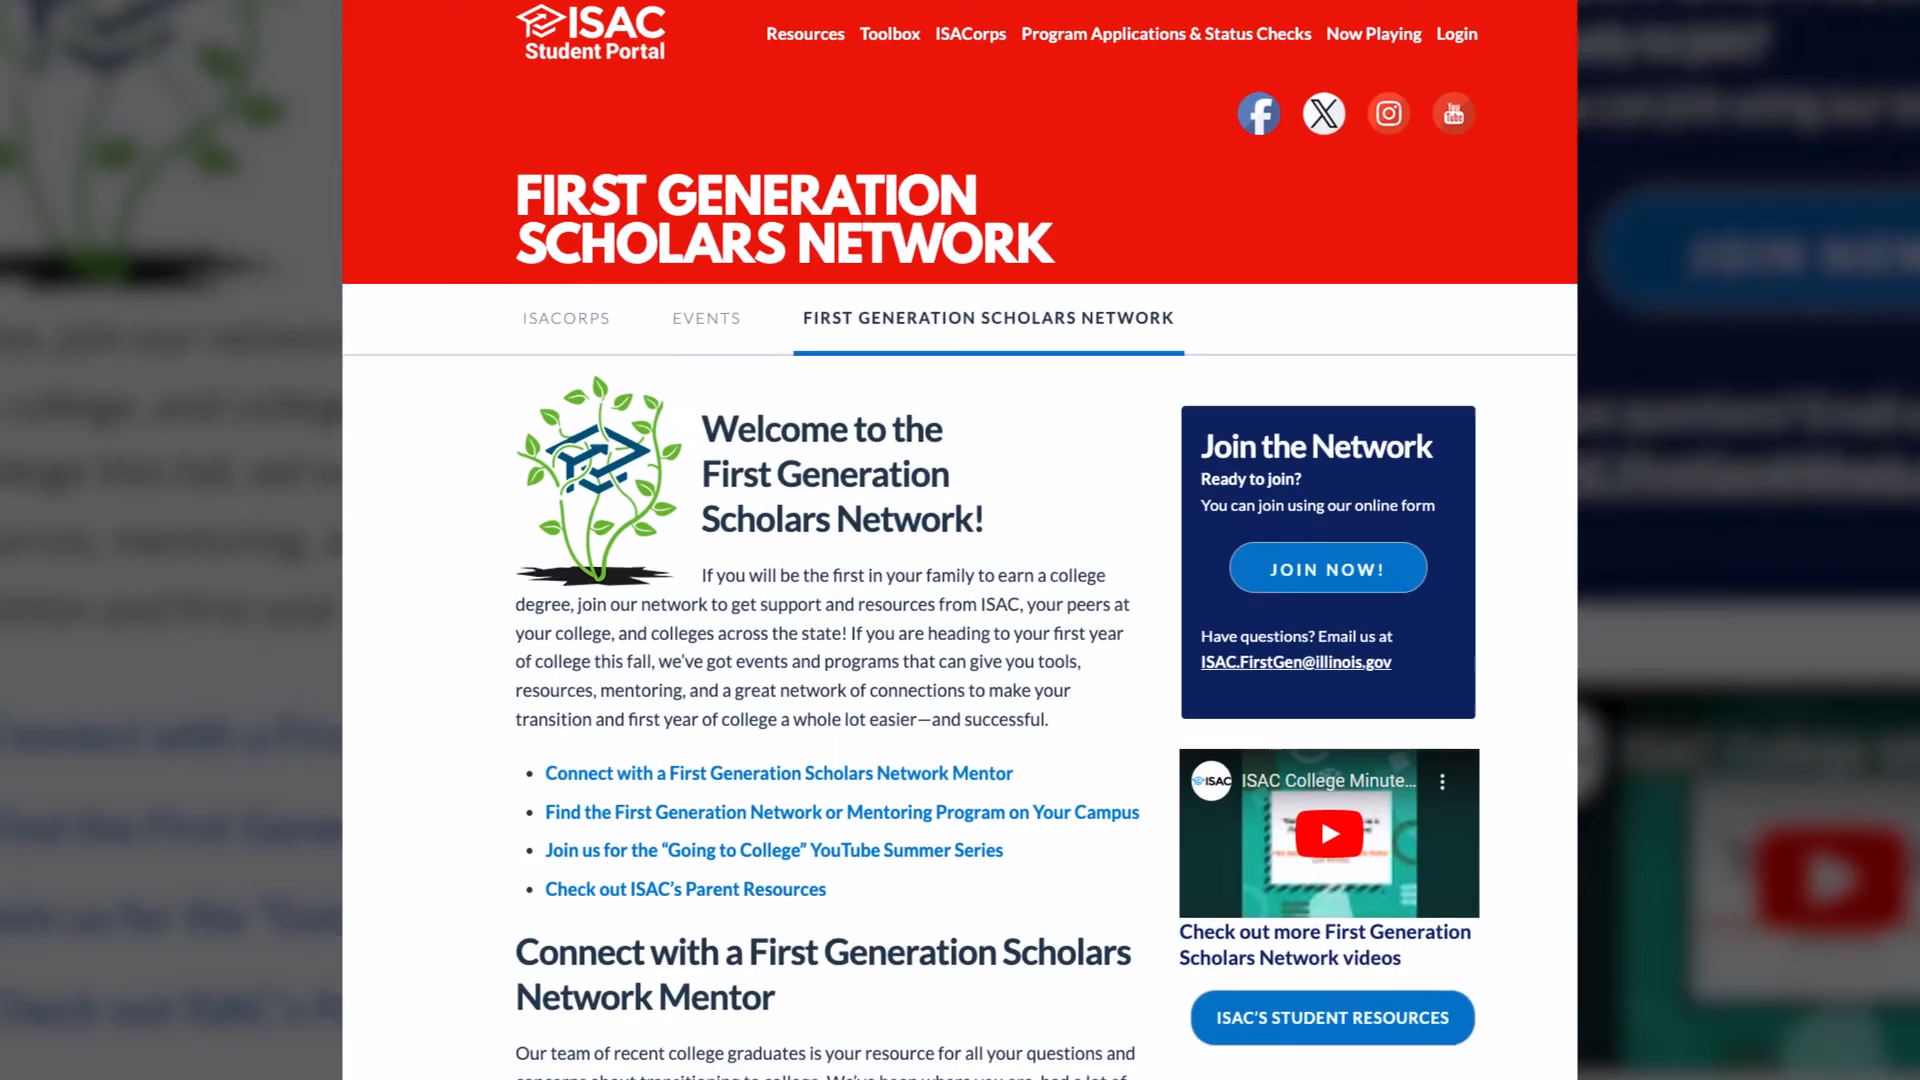 ISAC
Student Portal
Resources Toolbox ISACorps Program Applications & Status Checks Now Playing Login
You
Tube
FIRST GENERATION
SCHOLARS NETWORK
ISACORPS EVENTS FIRST GENERATION SCHOLARS NETWORK
Welcome to the
First Generation
Scholars Network!
If you will be the first in your family to earn a college
degree, join our network to get support and resources from ISAC, your peers at
your college, and colleges across the state! If you are heading to your first year
of college this fall, we’ve got events and programs that can give you tools,
resources, mentoring, and a great network of connections to make your
transition and first year of college a whole lot easier—and successful.
• Connect with a First Generation Scholars Network Mentor
• Find the First Generation Network or Mentoring Program on Your Campus
• Join us for the “Going to College” YouTube Summer Series
• Check out ISAC’s Parent Resources
Connect with a First Generation Scholars
Network Mentor
Our team of recent college graduates is your resource for all your questions and
Join the Network
Ready to join?
You can join using our online form
JOIN NOW!
Have questions? Email us at
ISAC.FirstGen@illinois.gov
ISAC
ISAC College Minute...
Check out more First Generation
Scholars Network videos
ISAC’S STUDENT RESOURCES